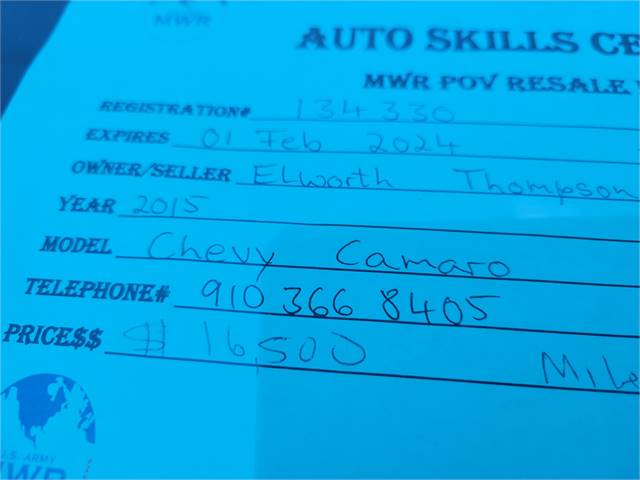 MWR
AUTO SKILLS CE
MWR POV RESALE
REGISTRATION# 134330
EXPIRES 01 Feb 2024
OWNER/SELLER Elworth Thompson
YEAR 2015
MODEL Chevy Camaro
TELEPHONE# 910 366 8405
PRICE$$ $ 16,500 Mile
U.S. ARMY
MWR